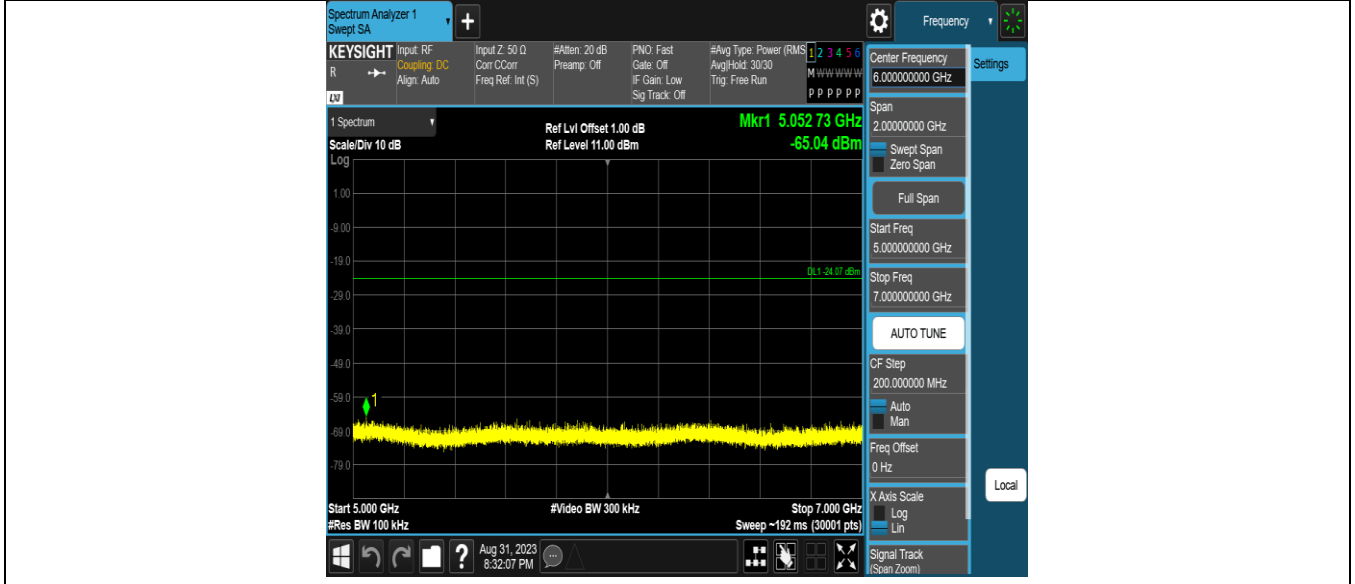 Spectrum Analyzer 1
Swept SA
+
Frequency
KEYSIGHT
R
LXI
Input: RF
Coupling: DC
Align: Auto
Input Z: 50 Ω
Corr CCorr
Freq Ref: Int (S)
#Atten: 20 dB
Preamp: Off
PNO: Fast
Gate: Off
IF Gain: Low
Sig Track: Off
#Avg Type: Power (RMS
Avg|Hold: 30/30
Trig: Free Run
1 2 3 4 5 6
M W W W W W
P P P P P P
1 Spectrum
Scale/Div 10 dB
Log
Ref Lvl Offset 1.00 dB
Ref Level 11.00 dBm
Mkr1 5.052 73 GHz
-65.04 dBm
1.00
-9.00
-19.0
DL1 -24.07 dBm
-29.0
-39.0
-49.0
-59.0
1
-69.0
-79.0
Start 5.000 GHz
#Video BW 300 kHz
Stop 7.000 GHz
#Res BW 100 kHz
Sweep ~192 ms (30001 pts)
?
Aug 31, 2023
8:32:07 PM
Center Frequency
6.000000000 GHz
Settings
Span
2.00000000 GHz
Swept Span
Zero Span
Full Span
Start Freq
5.000000000 GHz
Stop Freq
7.000000000 GHz
AUTO TUNE
CF Step
200.000000 MHz
Auto
Man
Freq Offset
0 Hz
X Axis Scale
Log
Lin
Local
Signal Track
(Span Zoom)